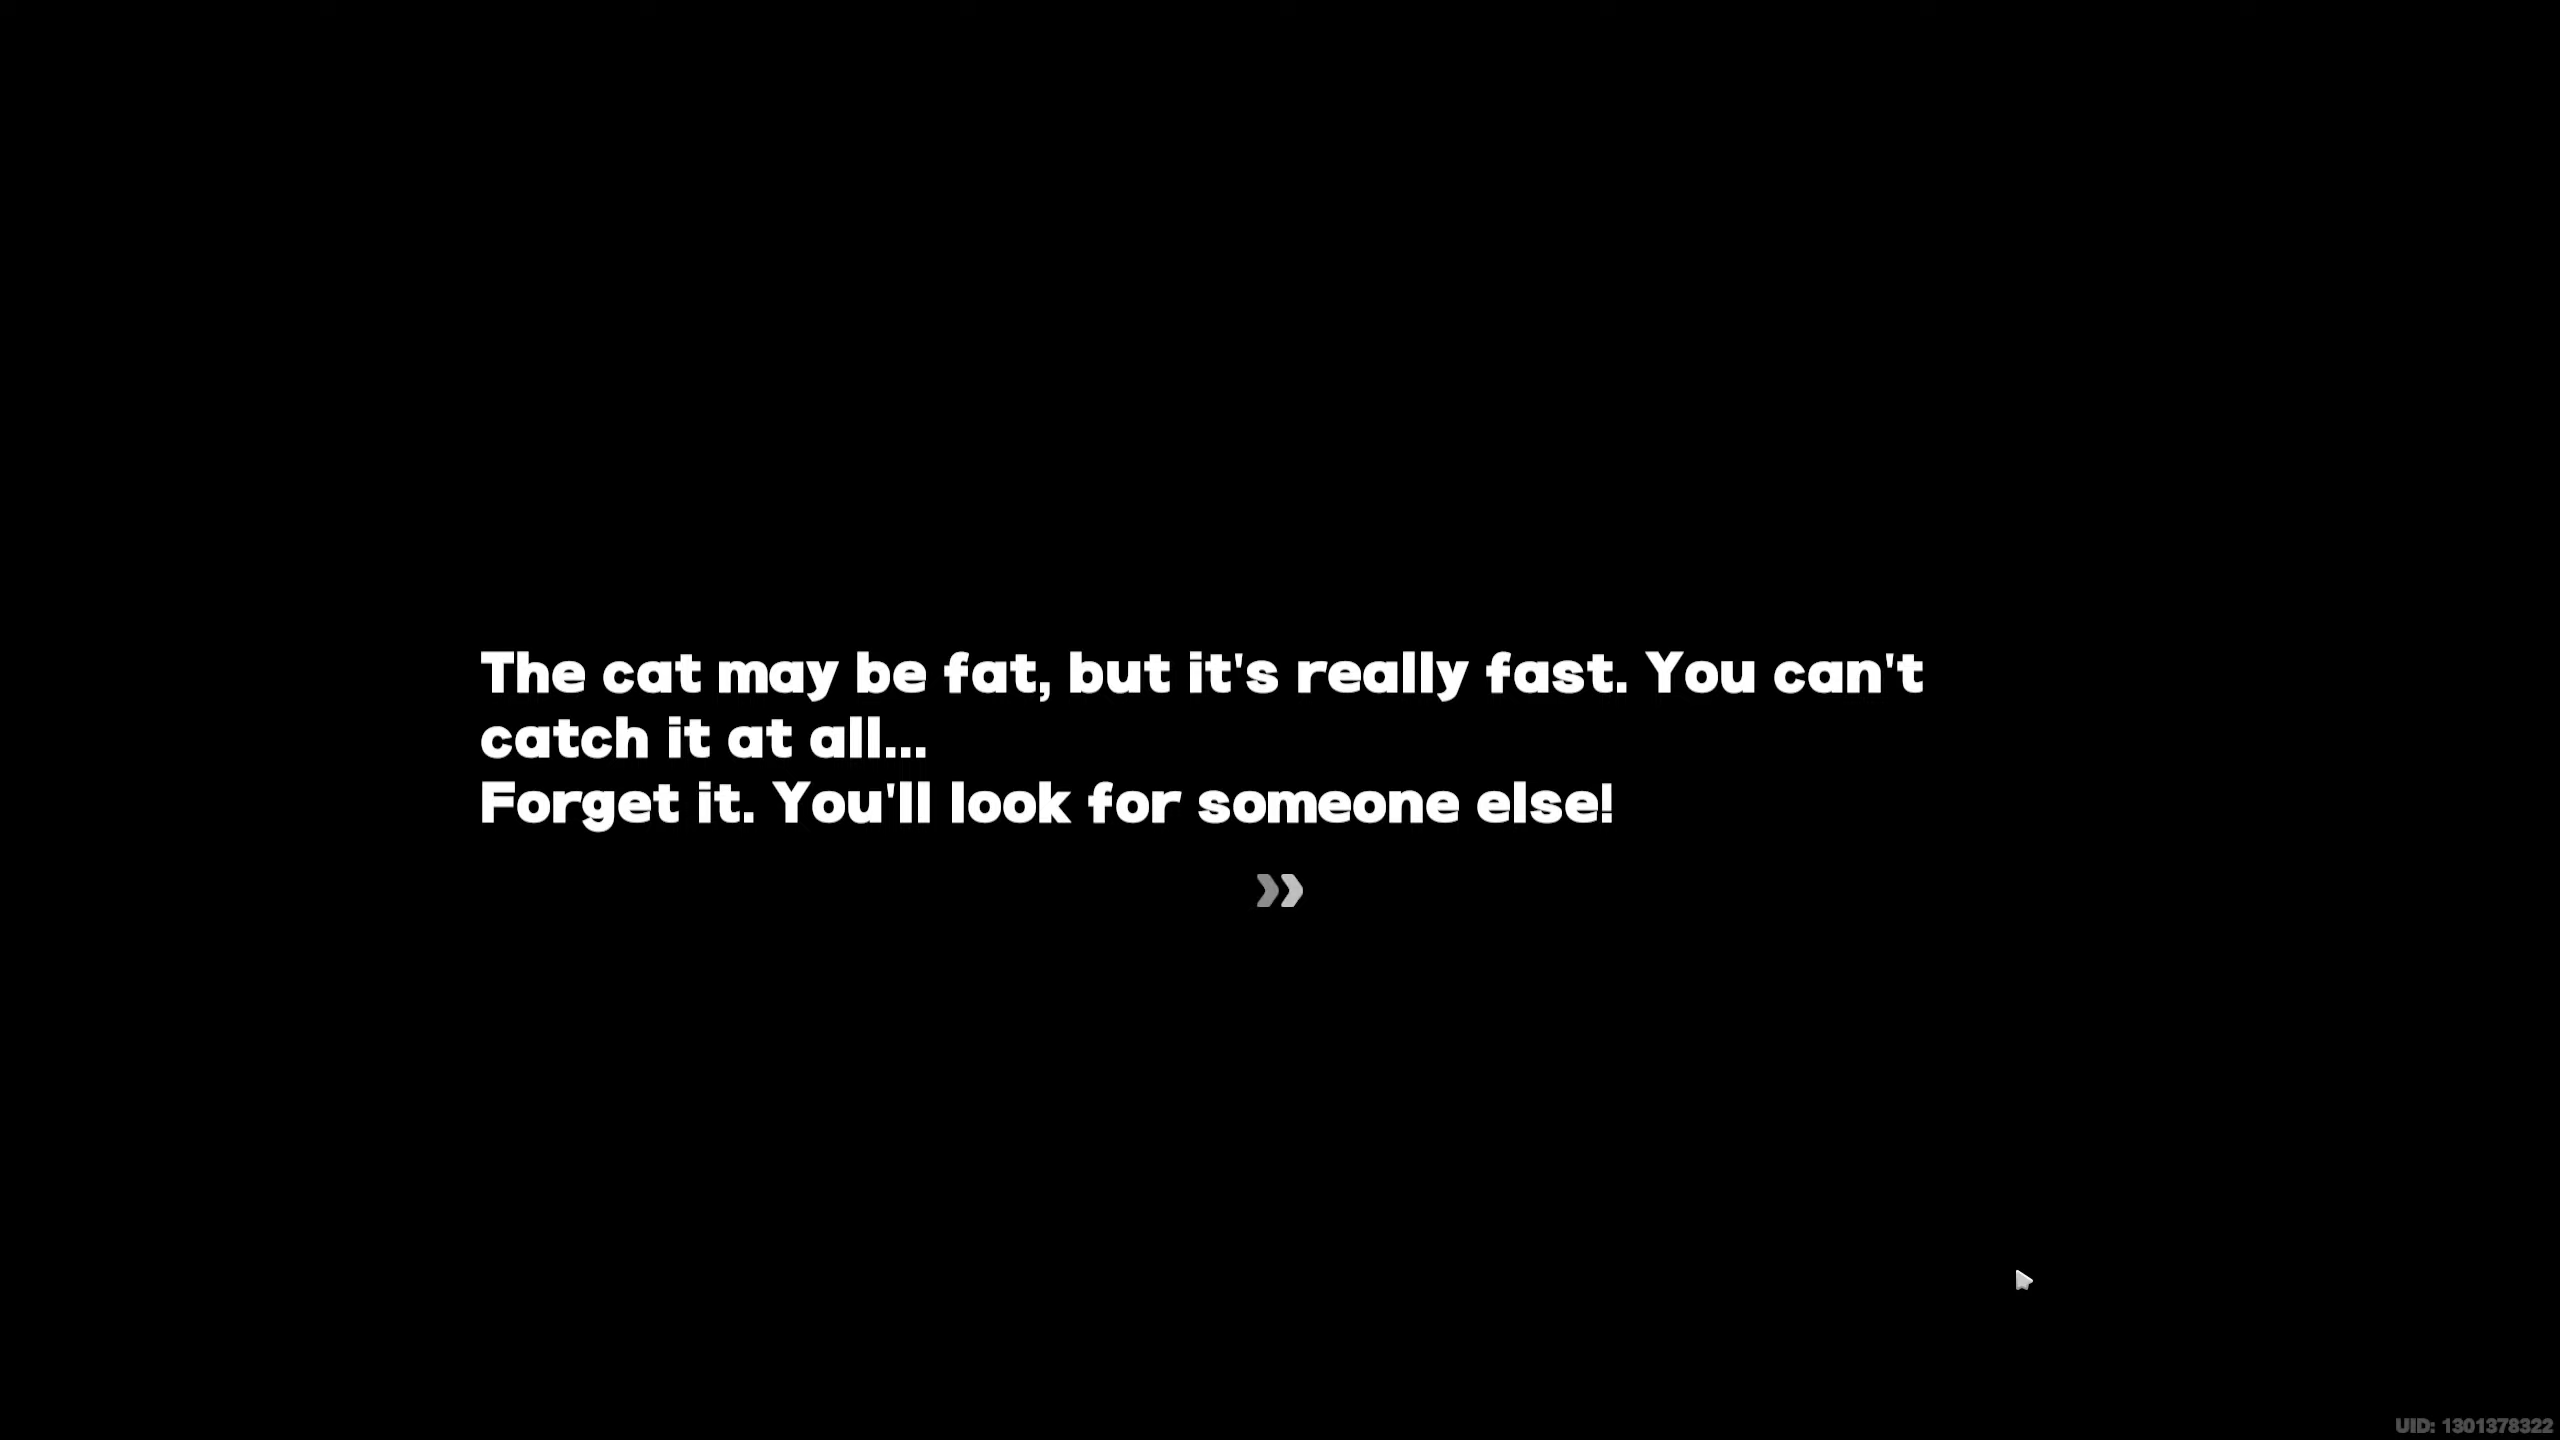 The cat may be fat, but it's really fast. You can't
catch it at all...
Forget it. You'll look for someone else!
UID: 1301378322